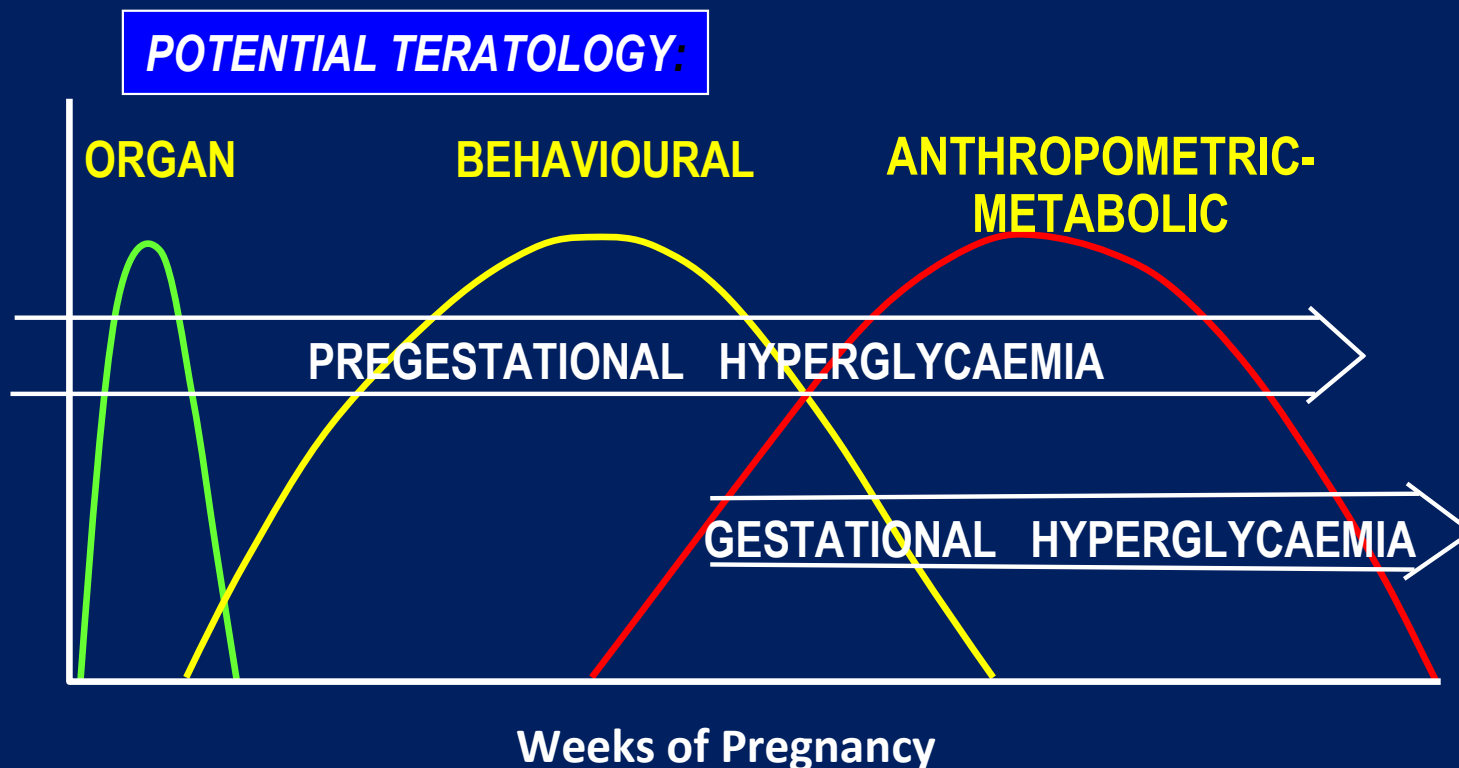 POTENTIAL TERATOLOGY:
ORGAN
BEHAVIOURAL
ANTHROPOMETRIC-
METABOLIC
PREGESTATIONAL HYPERGLYCAEMIA
GESTATIONAL HYPERGLYCAEMIA
Weeks of Pregnancy